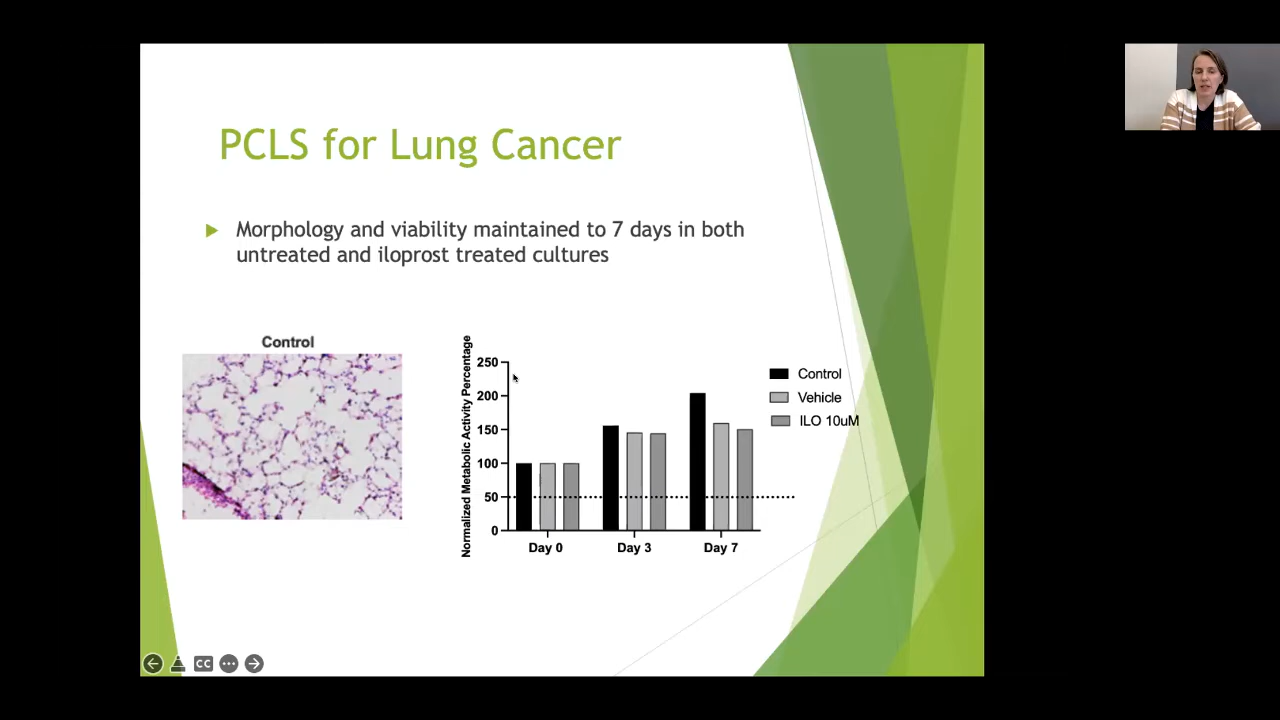 PCLS for Lung Cancer
Morphology and viability maintained to 7 days in both
untreated and iloprost treated cultures
Control
Normalized Metabolic Activity Percentage
250
200
150
100
50
0
Day 0
Day 3
Day 7
Control
Vehicle
ILO 10uM
CC